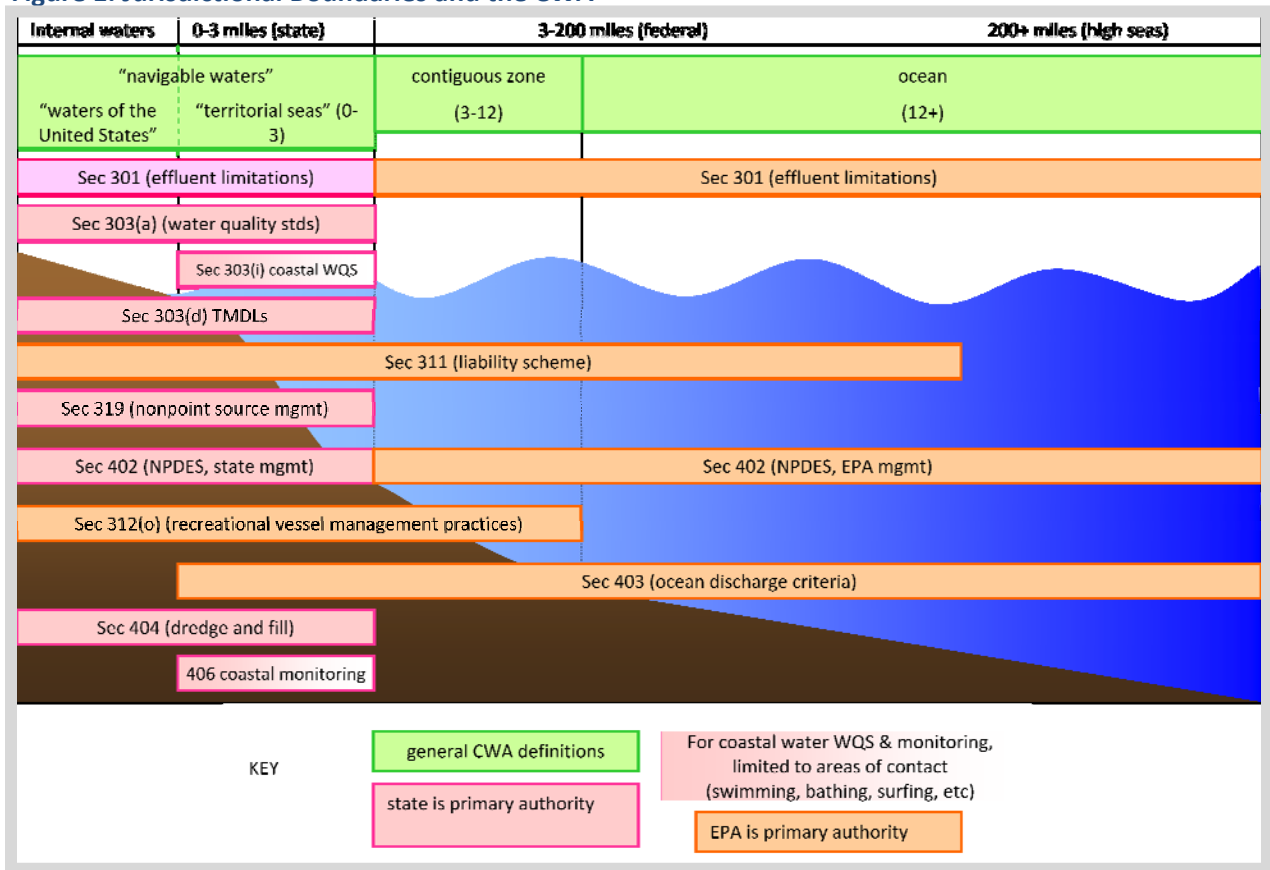 Internal waters
0-3 miles (state)
3-200 miles (federal)
200+ miles (high seas)
"navigable waters"
contiguous zone
ocean
"waters of the
United States"
"territorial seas" (0-
3)
(3-12)
(12+)
Sec 301 (effluent limitations)
Sec 301 (effluent limitations)
Sec 303(a) (water quality stds)
Sec 303(i) coastal WQS
Sec 303(d) TMDLs
Sec 311 (liability scheme)
Sec 319 (nonpoint source mgmt)
Sec 402 (NPDES, state mgmt)
Sec 402 (NPDES, EPA mgmt)
Sec 312(o) (recreational vessel management practices)
Sec 403 (ocean discharge criteria)
Sec 404 (dredge and fill)
406 coastal monitoring
KEY
general CWA definitions
state is primary authority
For coastal water WQS & monitoring,
limited to areas of contact
(swimming, bathing, surfing, etc)
EPA is primary authority